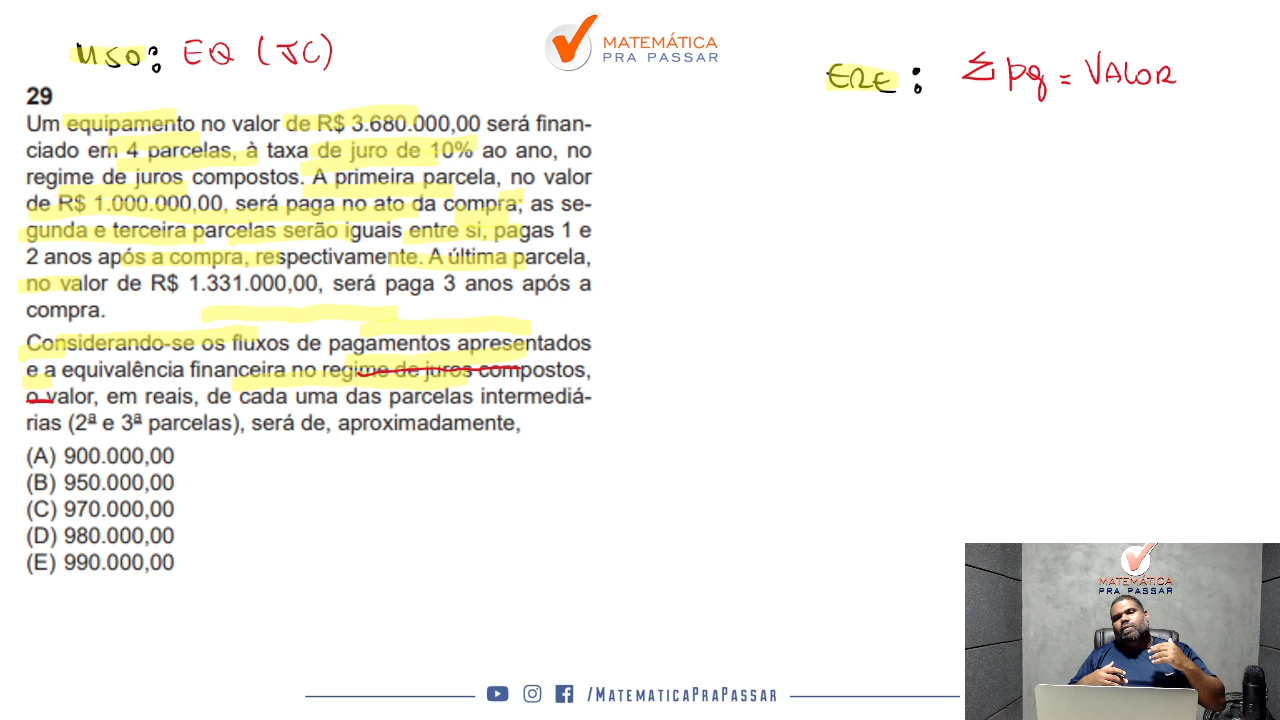 USO: EQ (JC)
MATEMÁTICA
PRA PASSAR
ERE: Σ pg = VALOR
29
Um equipamento no valor de R$ 3.680.000,00 será finan-
ciado em 4 parcelas, à taxa de juro de 10% ao ano, no
regime de juros compostos. A primeira parcela, no valor
de R$ 1.000.000,00, será paga no ato da compra; as se-
gunda e terceira parcelas serão iguais entre si, pagas 1 e
2 anos após a compra, respectivamente. A última parcela,
no valor de R$ 1.331.000,00, será paga 3 anos após a
compra.
Considerando-se os fluxos de pagamentos apresentados
e a equivalência financeira no regime de juros compostos,
o valor, em reais, de cada uma das parcelas intermediá-
rias (2ª e 3ª parcelas), será de, aproximadamente,
(A) 900.000,00
(B) 950.000,00
(C) 970.000,00
(D) 980.000,00
(E) 990.000,00
MATEMÁTICA
PRA PASSAR
/MATEMATICAPRAPASSAR